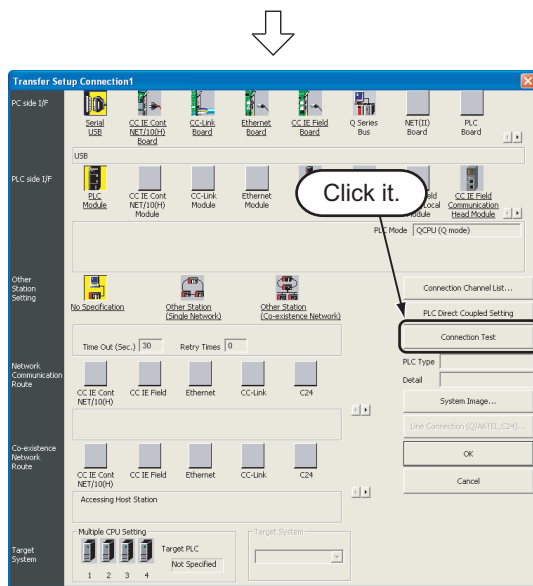 Transfer Setup Connection1
PC side I/F
Serial
USB
CC IE Cont
NET/10(H)
Board
CC-Link
Board
Ethernet
Board
CC IE Field
Board
Q Series
Bus
NET(II)
Board
PLC
Board
USB
PLC side I/F
PLC
Module
CC IE Cont
NET/10(H)
Module
CC-Link
Module
Ethernet
Module
Click it.
CC IE Field
Communication
Head Module
PLC Mode QCPU (Q mode)
Other
Station
Setting
No Specification
Other Station
(Single Network)
Other Station
(Co-existence Network)
Time Out (Sec.) 30 Retry Times 0
Connection Channel List...
PLC Direct Coupled Setting
Connection Test
PLC Type
Detail
System Image...
Line Connection (Q/A6TEL,C24)...
OK
Cancel
Network
Communication
Route
CC IE Cont
NET/10(H)
CC IE Field
Ethernet
CC-Link
C24
Co-existence
Network
Route
CC IE Cont
NET/10(H)
CC IE Field
Ethernet
CC-Link
C24
Accessing Host Station
Target
System
Multiple CPU Setting
1 2 3 4
Target PLC
Not Specified
Target System